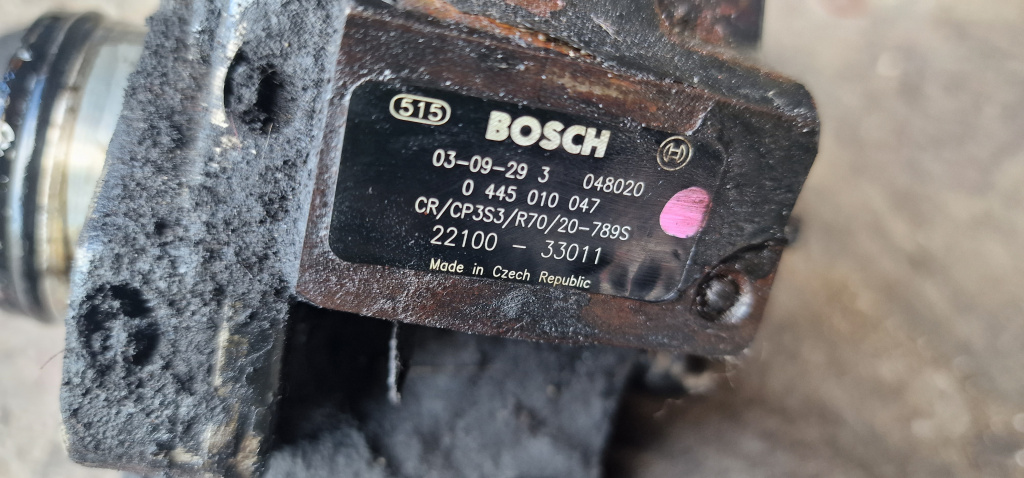 515
BOSCH
H
03-09-29 3 048020
0 445 010 047
CR/CP3S3/R70/20-789S
22100 - 33011
Made in Czech Republic